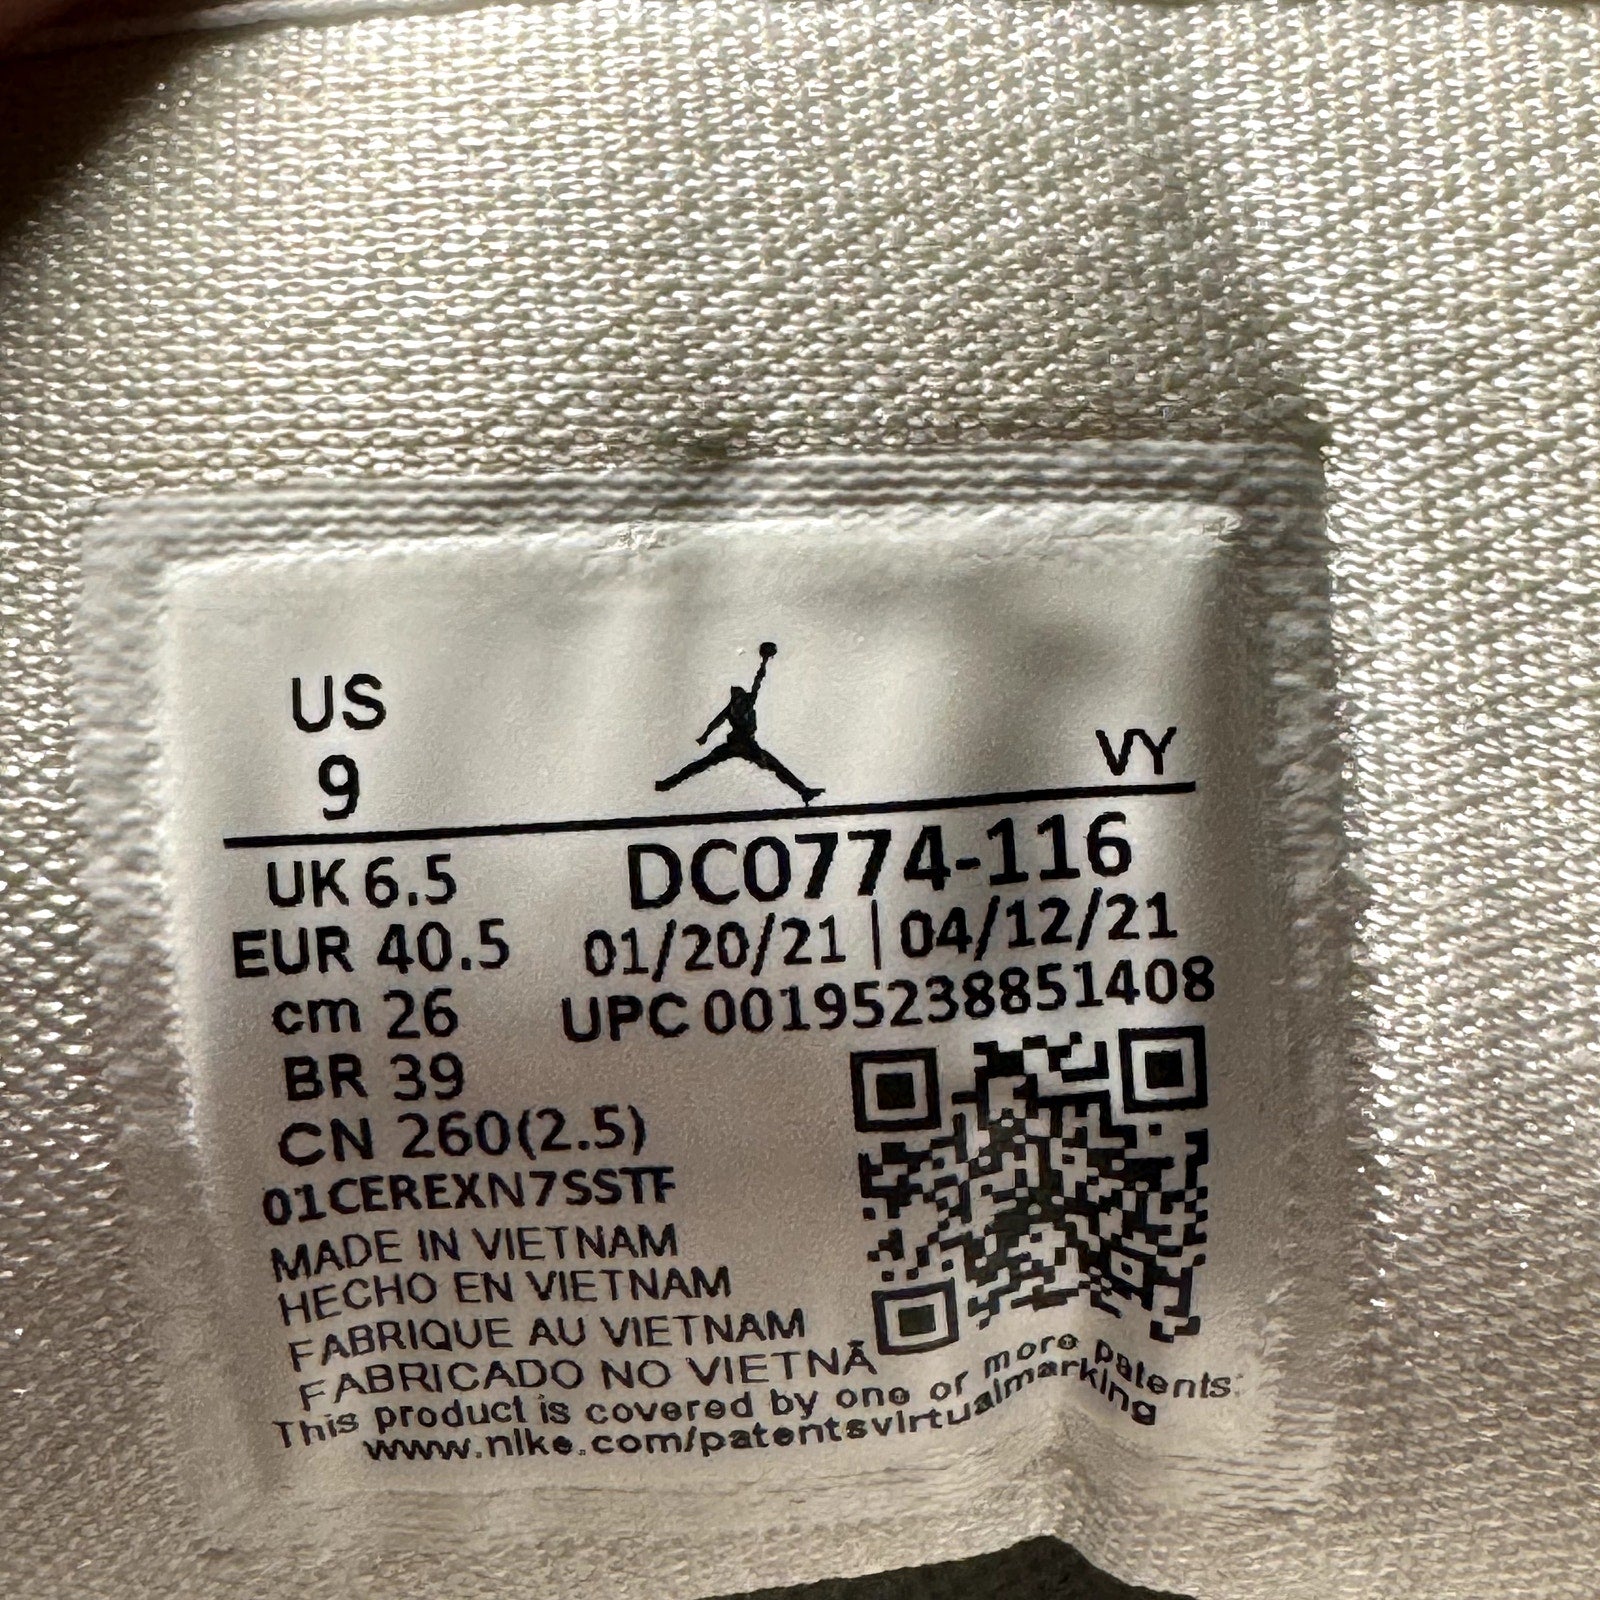 US
9
VY
UK 6.5
DC0774-116
EUR 40.5
01/20/21 | 04/12/21
cm 26
UPC 00195238851408
BR 39
CN 260(2.5)
01CEREXN7SSTF
MADE IN VIETNAM
HECHO EN VIETNAM
FABRIQUE AU VIETNAM
FABRICADO NO VIETNÃ
This product is covered by one or more patents:
www.nike.com/patentsvirtualmarking